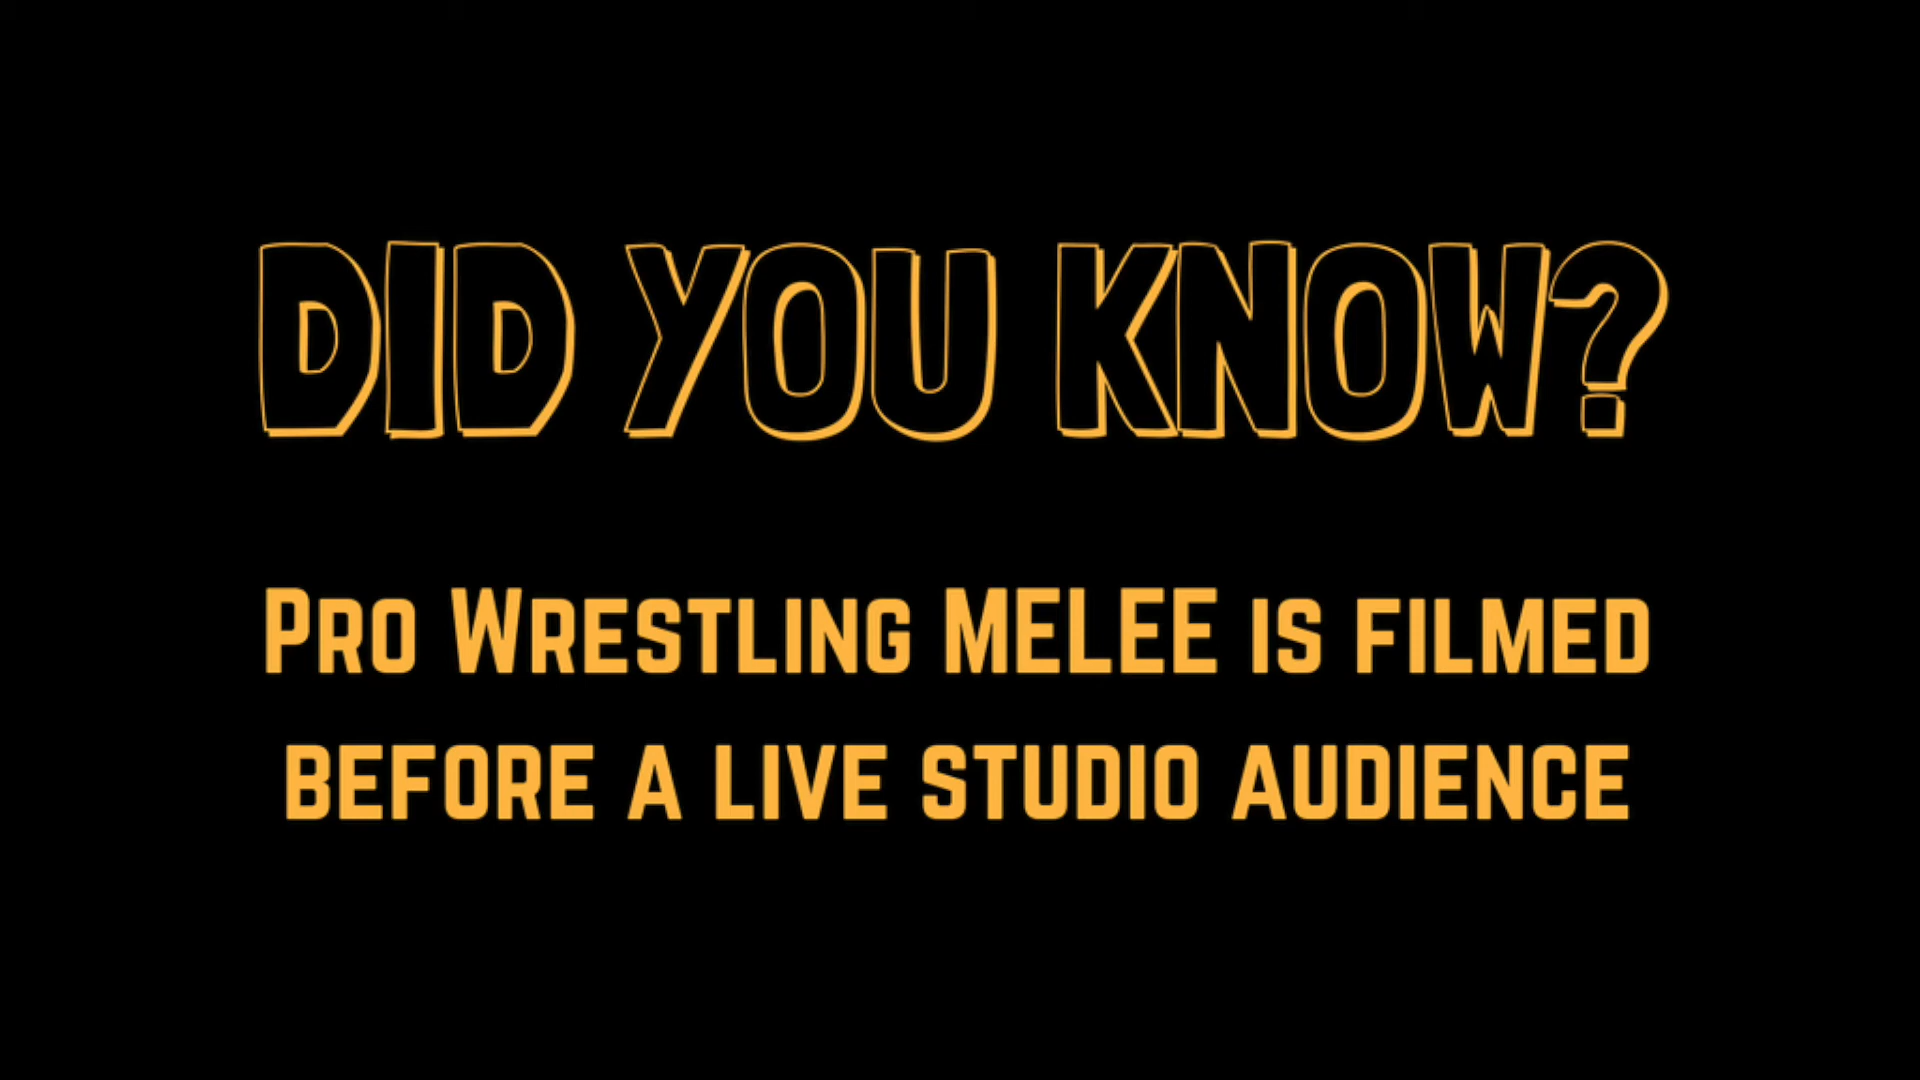 DID YOU KNOW?
Pro Wrestling MELEE is filmed
before a live studio audience